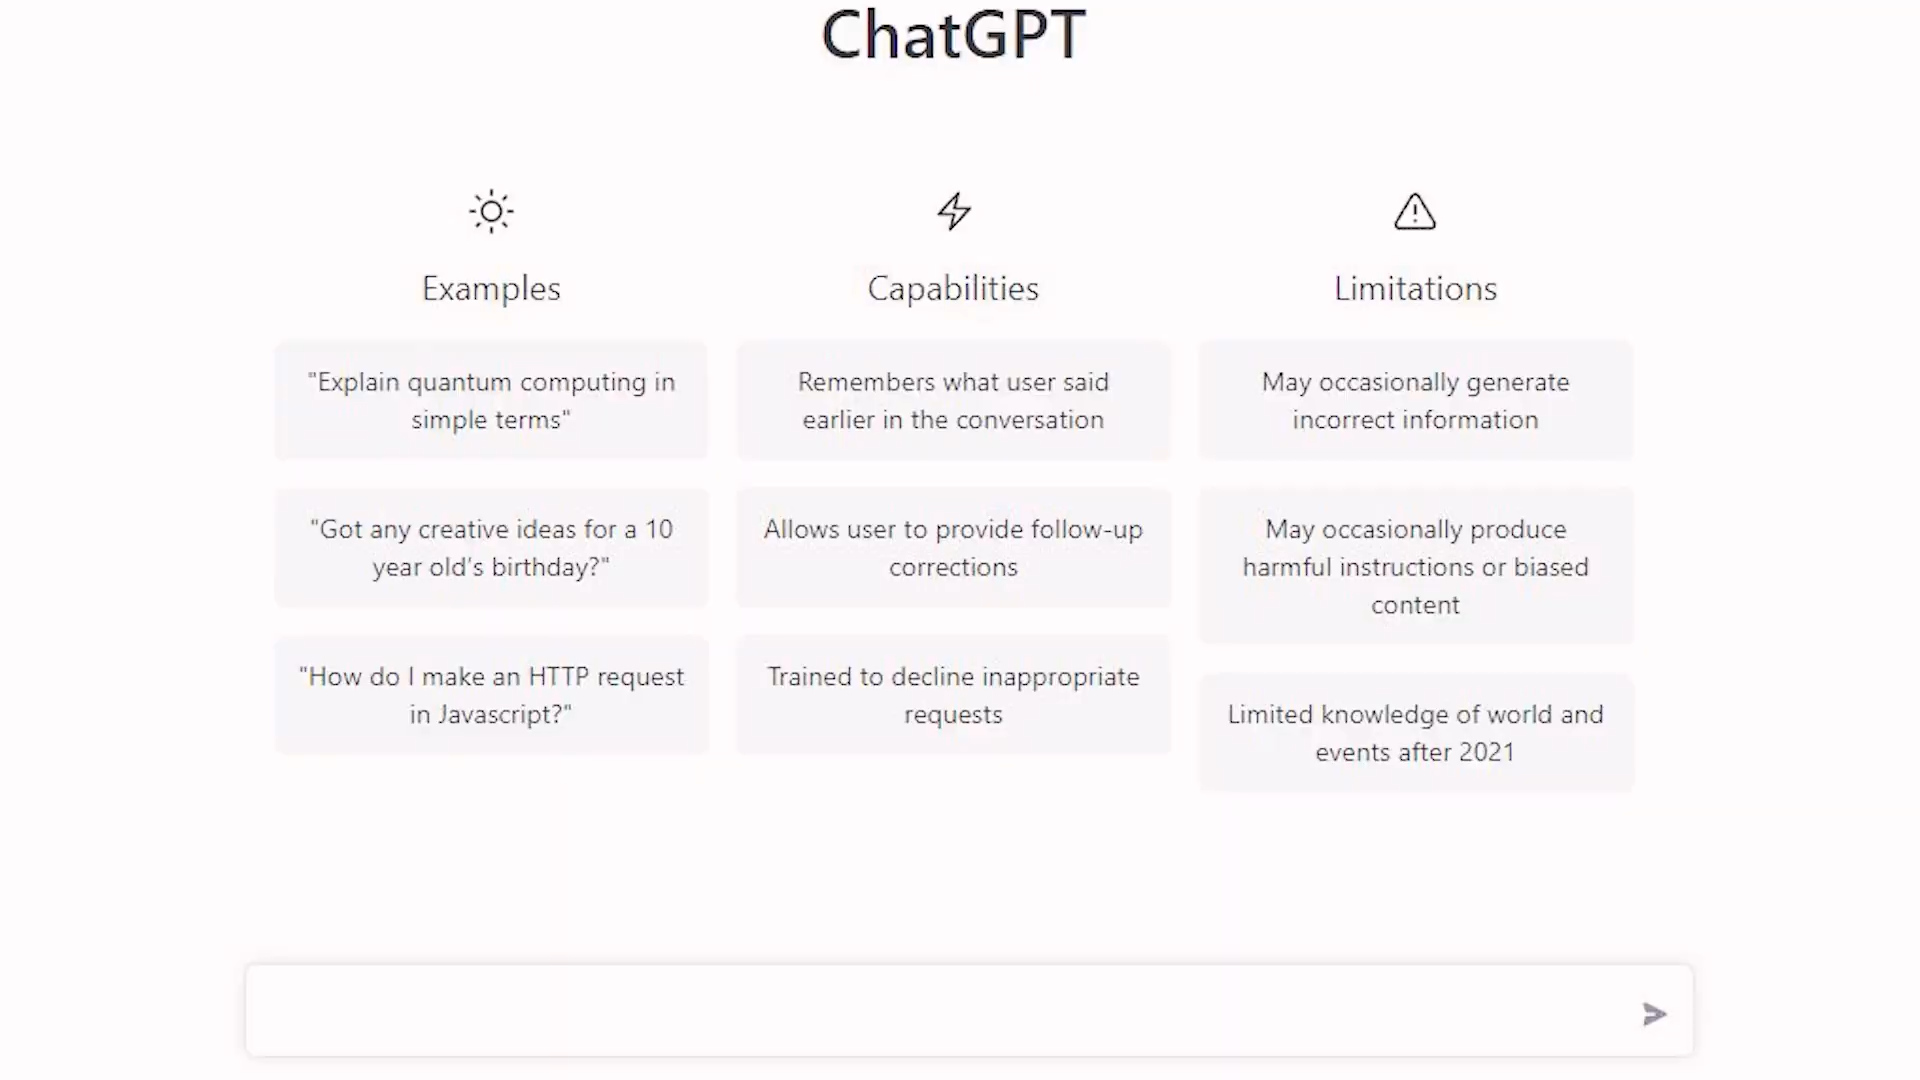 ChatGPT
Examples
"Explain quantum computing in
simple terms"
"Got any creative ideas for a 10
year old's birthday?"
"How do I make an HTTP request
in Javascript?"
Capabilities
Remembers what user said
earlier in the conversation
Allows user to provide follow-up
corrections
Trained to decline inappropriate
requests
Limitations
May occasionally generate
incorrect information
May occasionally produce
harmful instructions or biased
content
Limited knowledge of world and
events after 2021